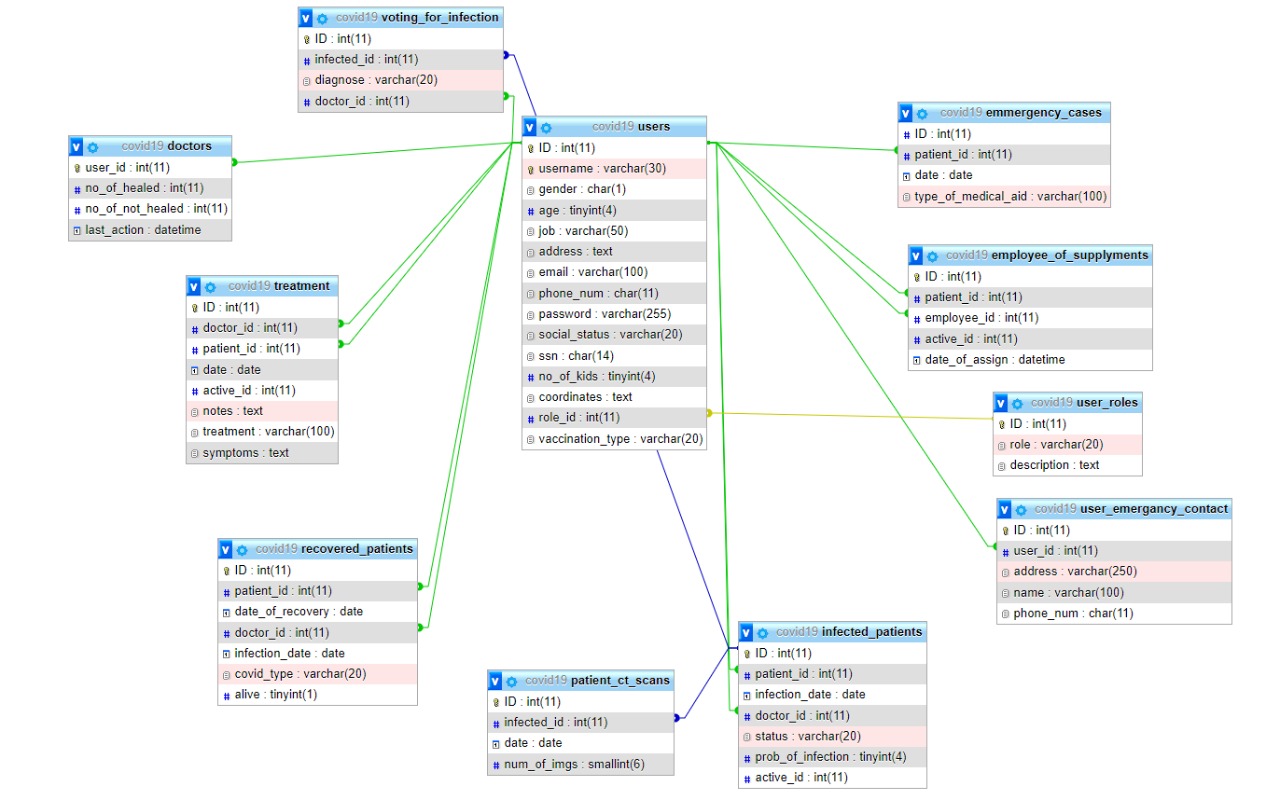 covid19 voting_for_infection
ID : int(11)
infected_id : int(11)
diagnose : varchar(20)
doctor_id : int(11)
covid19 doctors
user_id : int(11)
no_of_healed : int(11)
no_of_not_healed : int(11)
last_action : datetime
covid19 treatment
ID : int(11)
doctor_id : int(11)
patient_id : int(11)
date : date
active_id : int(11)
notes : text
treatment : varchar(100)
symptoms : text
covid19 recovered_patients
ID : int(11)
patient_id : int(11)
date_of_recovery : date
doctor_id : int(11)
infection_date : date
covid_type : varchar(20)
alive : tinyint(1)
covid19 users
ID : int(11)
username : varchar(30)
gender : char(1)
age : tinyint(4)
job : varchar(50)
address : text
email : varchar(100)
phone_num : char(11)
password : varchar(255)
social_status : varchar(20)
ssn : char(14)
no_of_kids : tinyint(4)
coordinates : text
role_id : int(11)
vaccination_type : varchar(20)
covid19 patient_ct_scans
ID : int(11)
infected_id : int(11)
date : date
num_of_imgs : smallint(6)
covid19 infected_patients
ID : int(11)
patient_id : int(11)
infection_date : date
doctor_id : int(11)
status : varchar(20)
prob_of_infection : tinyint(4)
active_id : int(11)
covid19 emmergency_cases
ID : int(11)
patient_id : int(11)
date : date
type_of_medical_aid : varchar(100)
covid19 employee_of_supplyments
ID : int(11)
patient_id : int(11)
employee_id : int(11)
active_id : int(11)
date_of_assign : datetime
covid19 user_roles
ID : int(11)
role : varchar(20)
description : text
covid19 user_emergancy_contact
ID : int(11)
user_id : int(11)
address : varchar(250)
name : varchar(100)
phone_num : char(11)